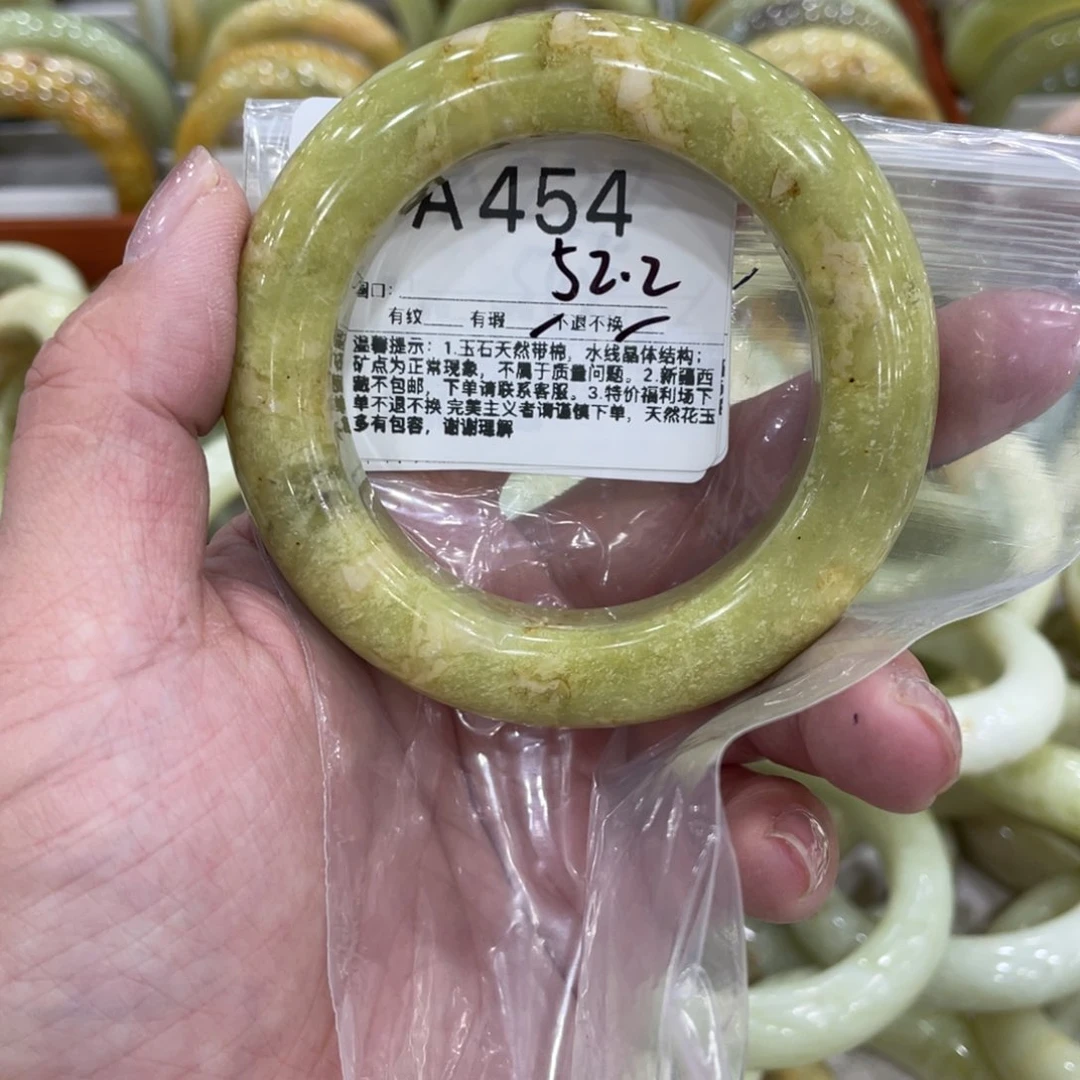 A454
52.2
圈口:
有纹____ 有瑕____ 不退不换
温馨提示：1.玉石天然带棉，水线晶体结构；
矿点为正常现象，不属于质量问题。2.新疆西
藏不包邮，下单请联系客服。3.特价福利场下
单不退不换 完美主义者请谨慎下单，天然花玉
多有包容，谢谢理解